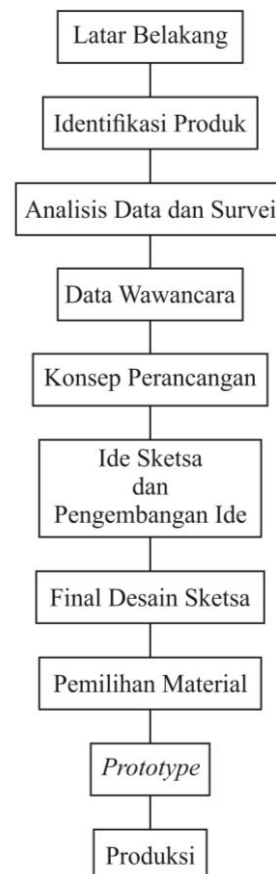 Latar Belakang
Identifikasi Produk
Analisis Data dan Survei
Data Wawancara
Konsep Perancangan
Ide Sketsa
dan
Pengembangan Ide
Final Desain Sketsa
Pemilihan Material
Prototype
Produksi